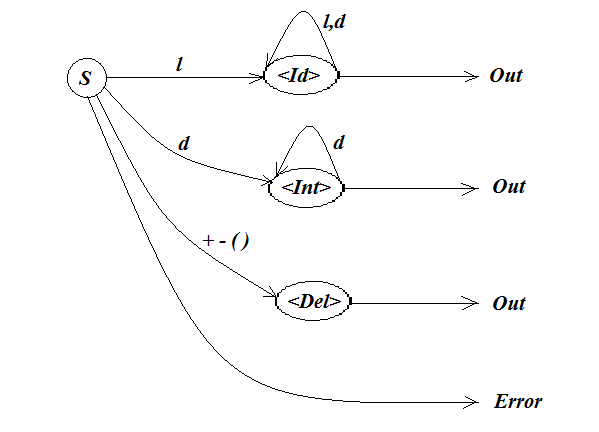 l,d
l
S
<Id>
Out
d
d
<Int>
Out
+ - ( )
<Del>
Out
Error